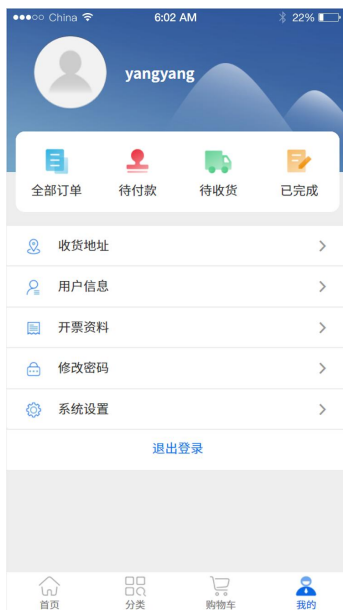 China 6:02 AM 22%
yangyang
全部订单 待付款 待收货 已完成
收货地址
用户信息
开票资料
修改密码
系统设置
退出登录
首页 分类 购物车 我的